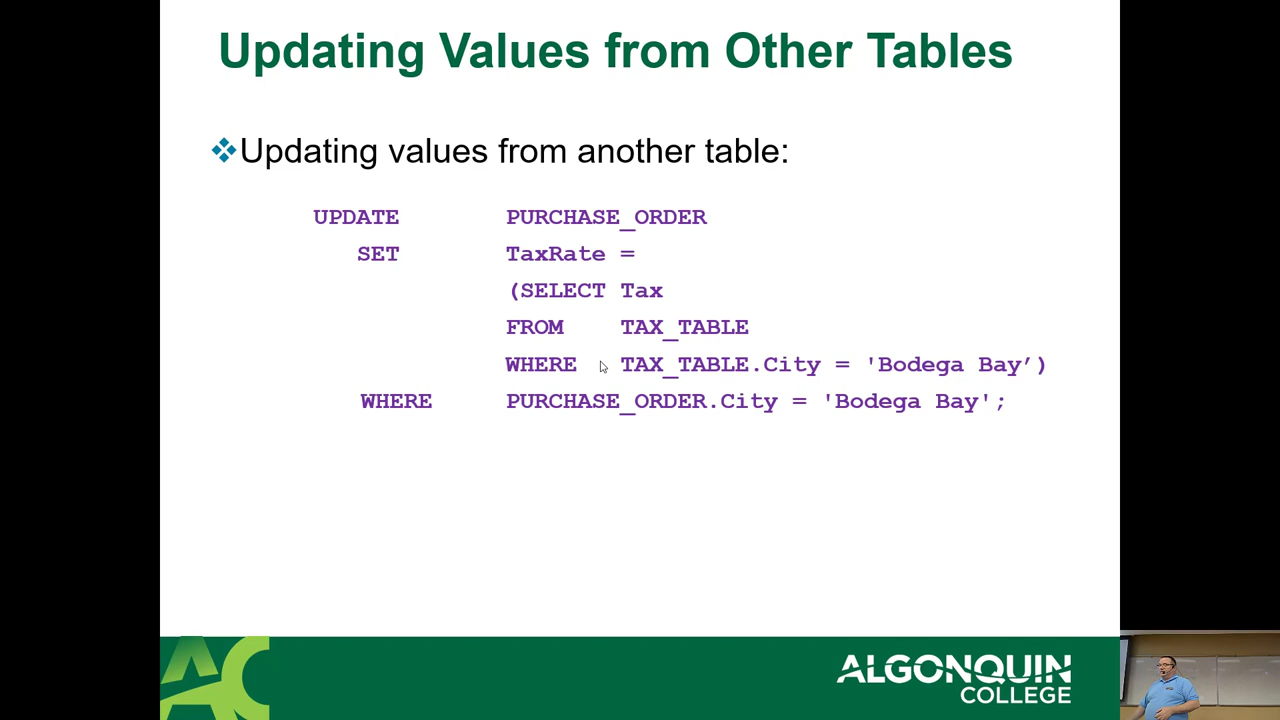 Updating Values from Other Tables
Updating values from another table:
UPDATE PURCHASE_ORDER
SET TaxRate =
(SELECT Tax
FROM TAX_TABLE
WHERE TAX_TABLE.City = 'Bodega Bay’)
WHERE PURCHASE_ORDER.City = 'Bodega Bay';
AC
ALGONQUIN
COLLEGE